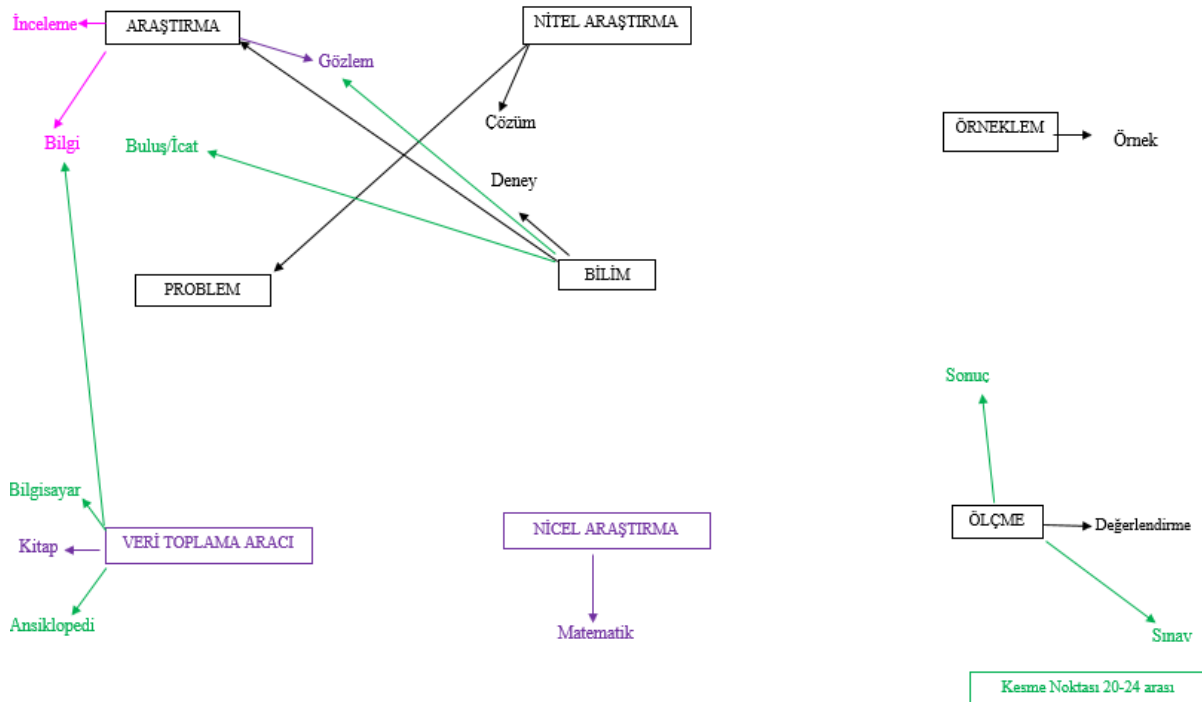 İnceleme
ARAŞTIRMA
NİTEL ARAŞTIRMA
Gözlem
Çözüm
ÖRNEKLEM
Örnek
Bilgi
Buluş/İcat
Deney
PROBLEM
BİLİM
Sonuç
Bilgisayar
ÖLÇME
Değerlendirme
Kitap
VERİ TOPLAMA ARACI
NİCEL ARAŞTIRMA
Ansiklopedi
Matematik
Sınav
Kesme Noktası 20-24 arası